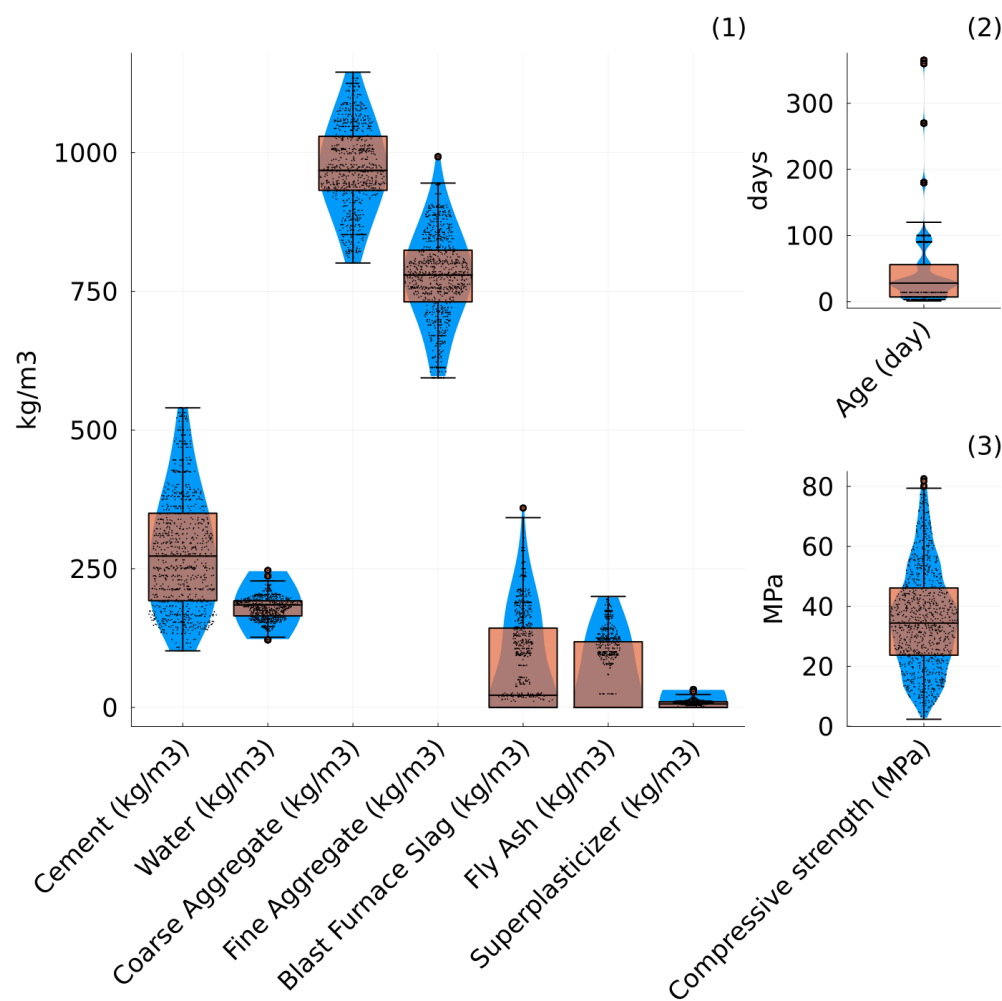 (1)
kg/m3
1000
750
500
250
0
Cement (kg/m3)
Water (kg/m3)
Coarse Aggregate (kg/m3)
Fine Aggregate (kg/m3)
Blast Furnace Slag (kg/m3)
Fly Ash (kg/m3)
Superplasticizer (kg/m3)
(2)
days
300
200
100
0
Age (day)
(3)
MPa
80
60
40
20
0
Compressive strength (MPa)